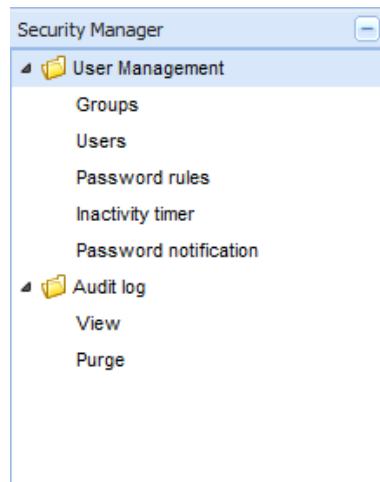 Security Manager
User Management
Groups
Users
Password rules
Inactivity timer
Password notification
Audit log
View
Purge